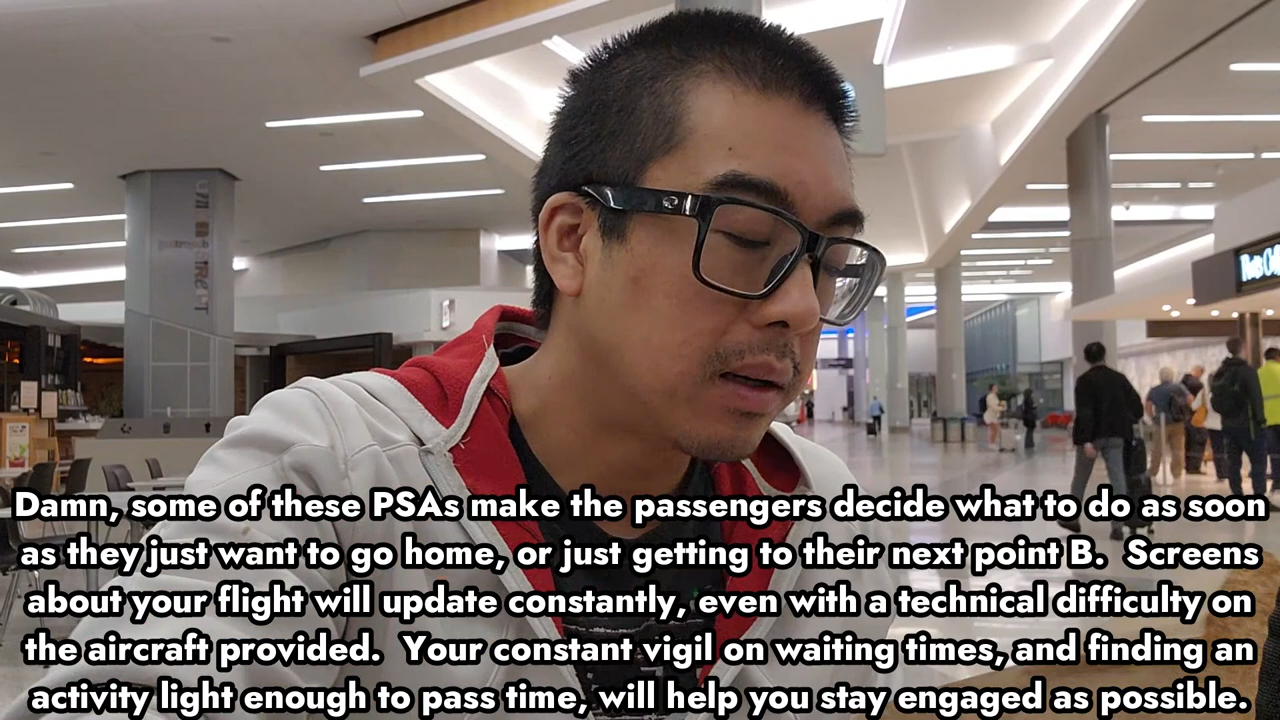 Damn, some of these PSAs make the passengers decide what to do as soon
as they just want to go home, or just getting to their next point B.  Screens
about your flight will update constantly, even with a technical difficulty on
the aircraft provided.  Your constant vigil on waiting times, and finding an
activity light enough to pass time, will help you stay engaged as possible.